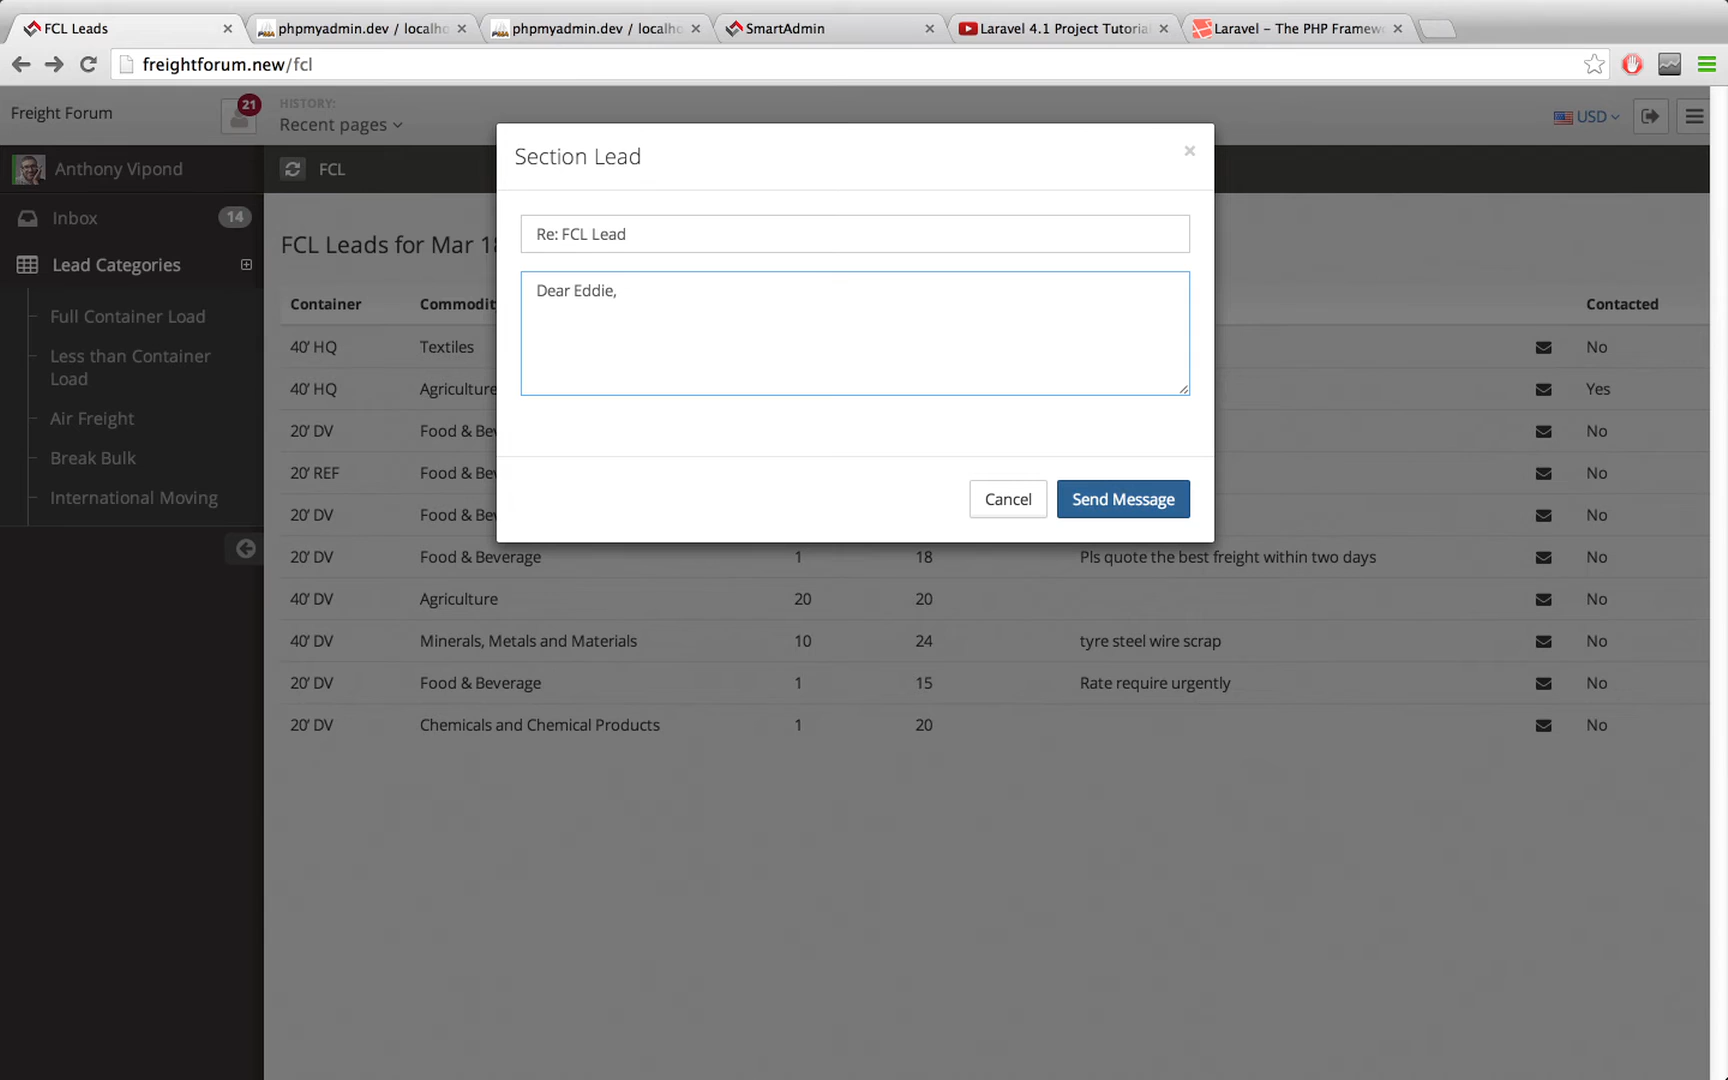 FCL Leads
phpmyadmin.dev / localho
phpmyadmin.dev / localho
SmartAdmin
Laravel 4.1 Project Tutorial
Laravel – The PHP Framewo
freightforum.new/fcl
Freight Forum
21
HISTORY:
Recent pages
USD
Anthony Vipond
FCL
Inbox
14
Lead Categories
Full Container Load
Less than Container
Load
Air Freight
Break Bulk
International Moving
Section Lead
×
Re: FCL Lead
Dear Eddie,
Cancel
Send Message
FCL Leads for Mar 18
Container Commodit Contacted
40' HQ Textiles No
40' HQ Agriculture Yes
20' DV Food & Bev No
20' REF Food & Bev No
20' DV Food & Bev No
20' DV Food & Beverage 1 18 Pls quote the best freight within two days No
40' DV Agriculture 20 20 No
40' DV Minerals, Metals and Materials 10 24 tyre steel wire scrap No
20' DV Food & Beverage 1 15 Rate require urgently No
20' DV Chemicals and Chemical Products 1 20 No